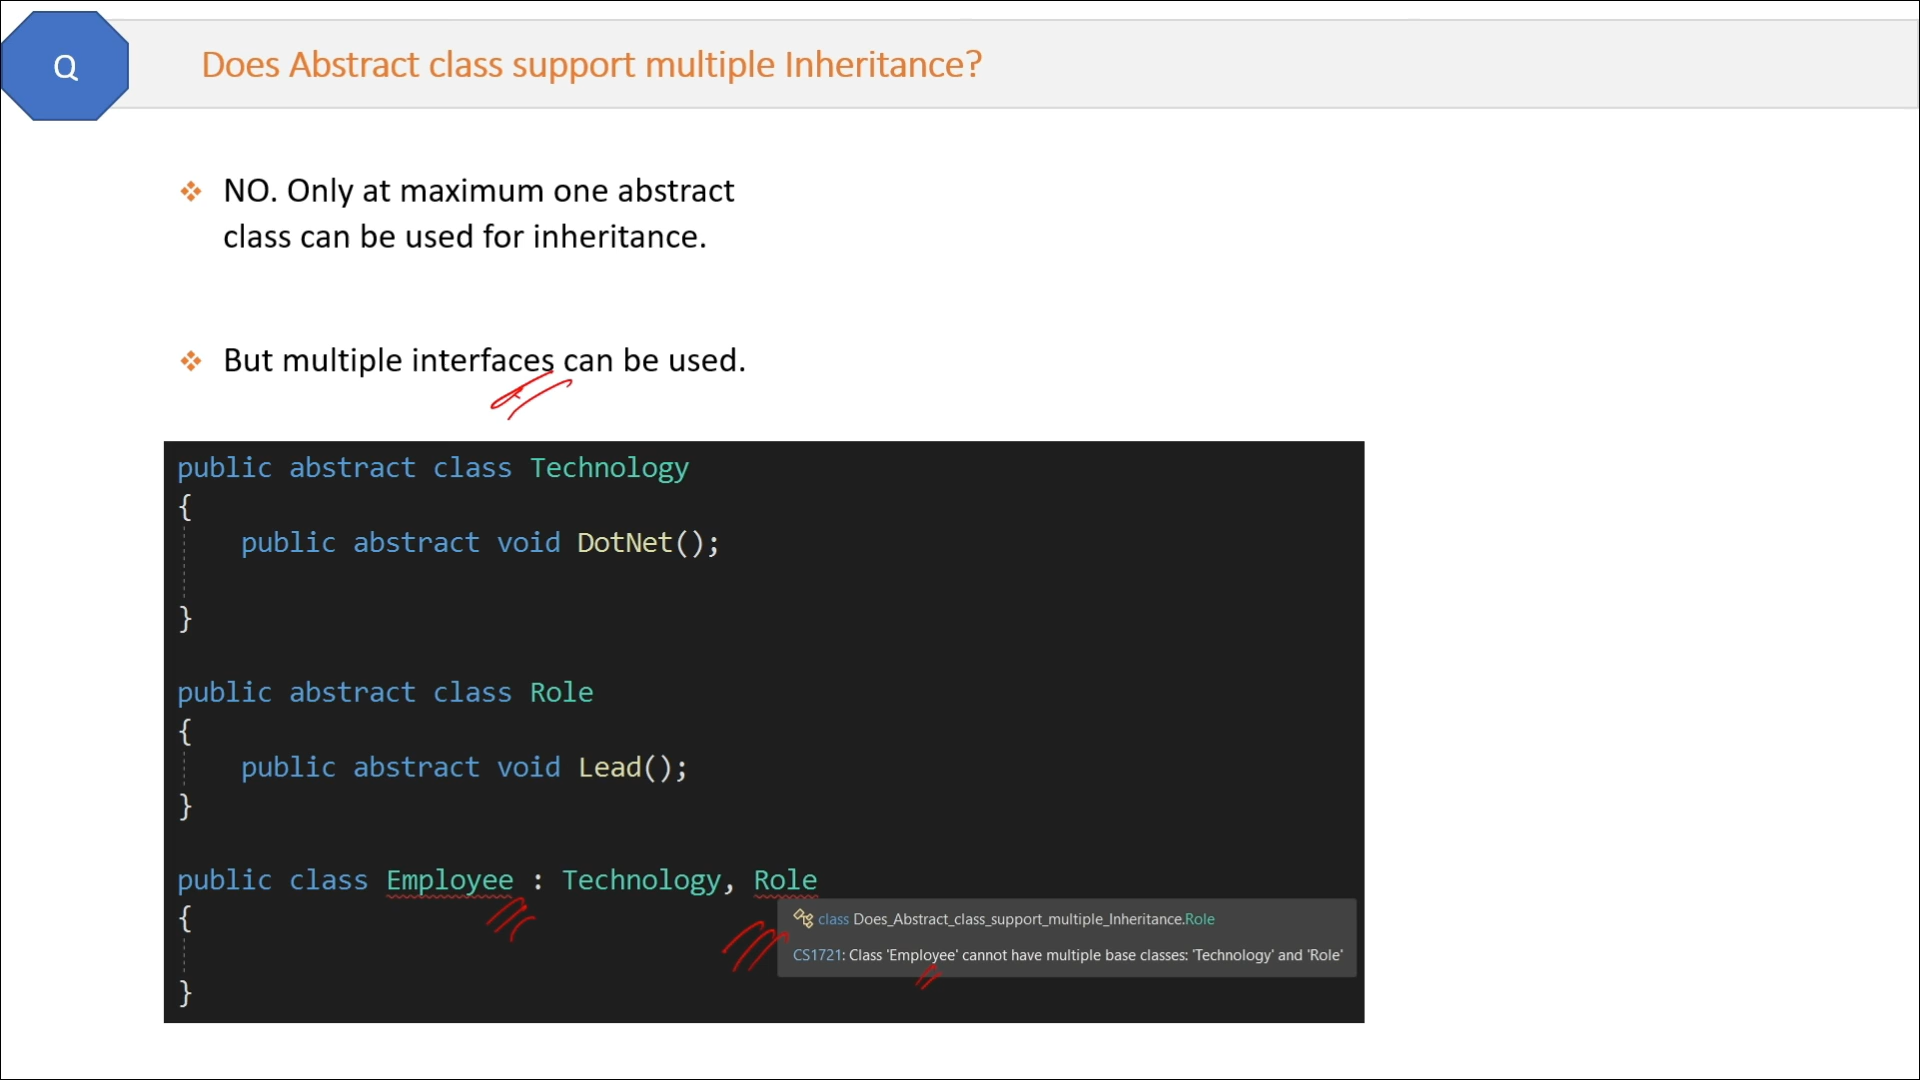 Q
Does Abstract class support multiple Inheritance?
NO. Only at maximum one abstract
class can be used for inheritance.
But multiple interfaces can be used.
public abstract class Technology
{
public abstract void DotNet();
}
public abstract class Role
{
public abstract void Lead();
}
public class Employee : Technology, Role
{
class Does_Abstract_class_support_multiple_Inheritance.Role
CS1721: Class 'Employee' cannot have multiple base classes: 'Technology' and 'Role'
}